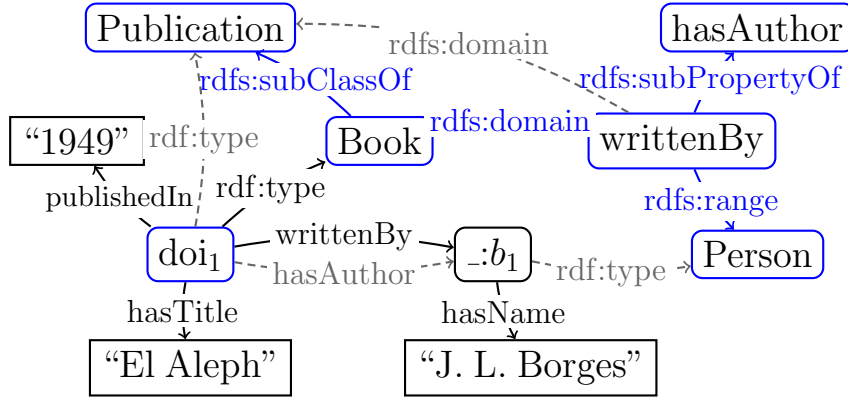 Publication
hasAuthor
rdfs:domain
rdfs:subClassOf
rdfs:subPropertyOf
“1949”
rdf:type
Book
rdfs:domain
writtenBy
publishedIn
rdf:type
rdfs:range
doi1
writtenBy
hasAuthor
_:b1
rdf:type
Person
hasTitle
hasName
“El Aleph”
“J. L. Borges”